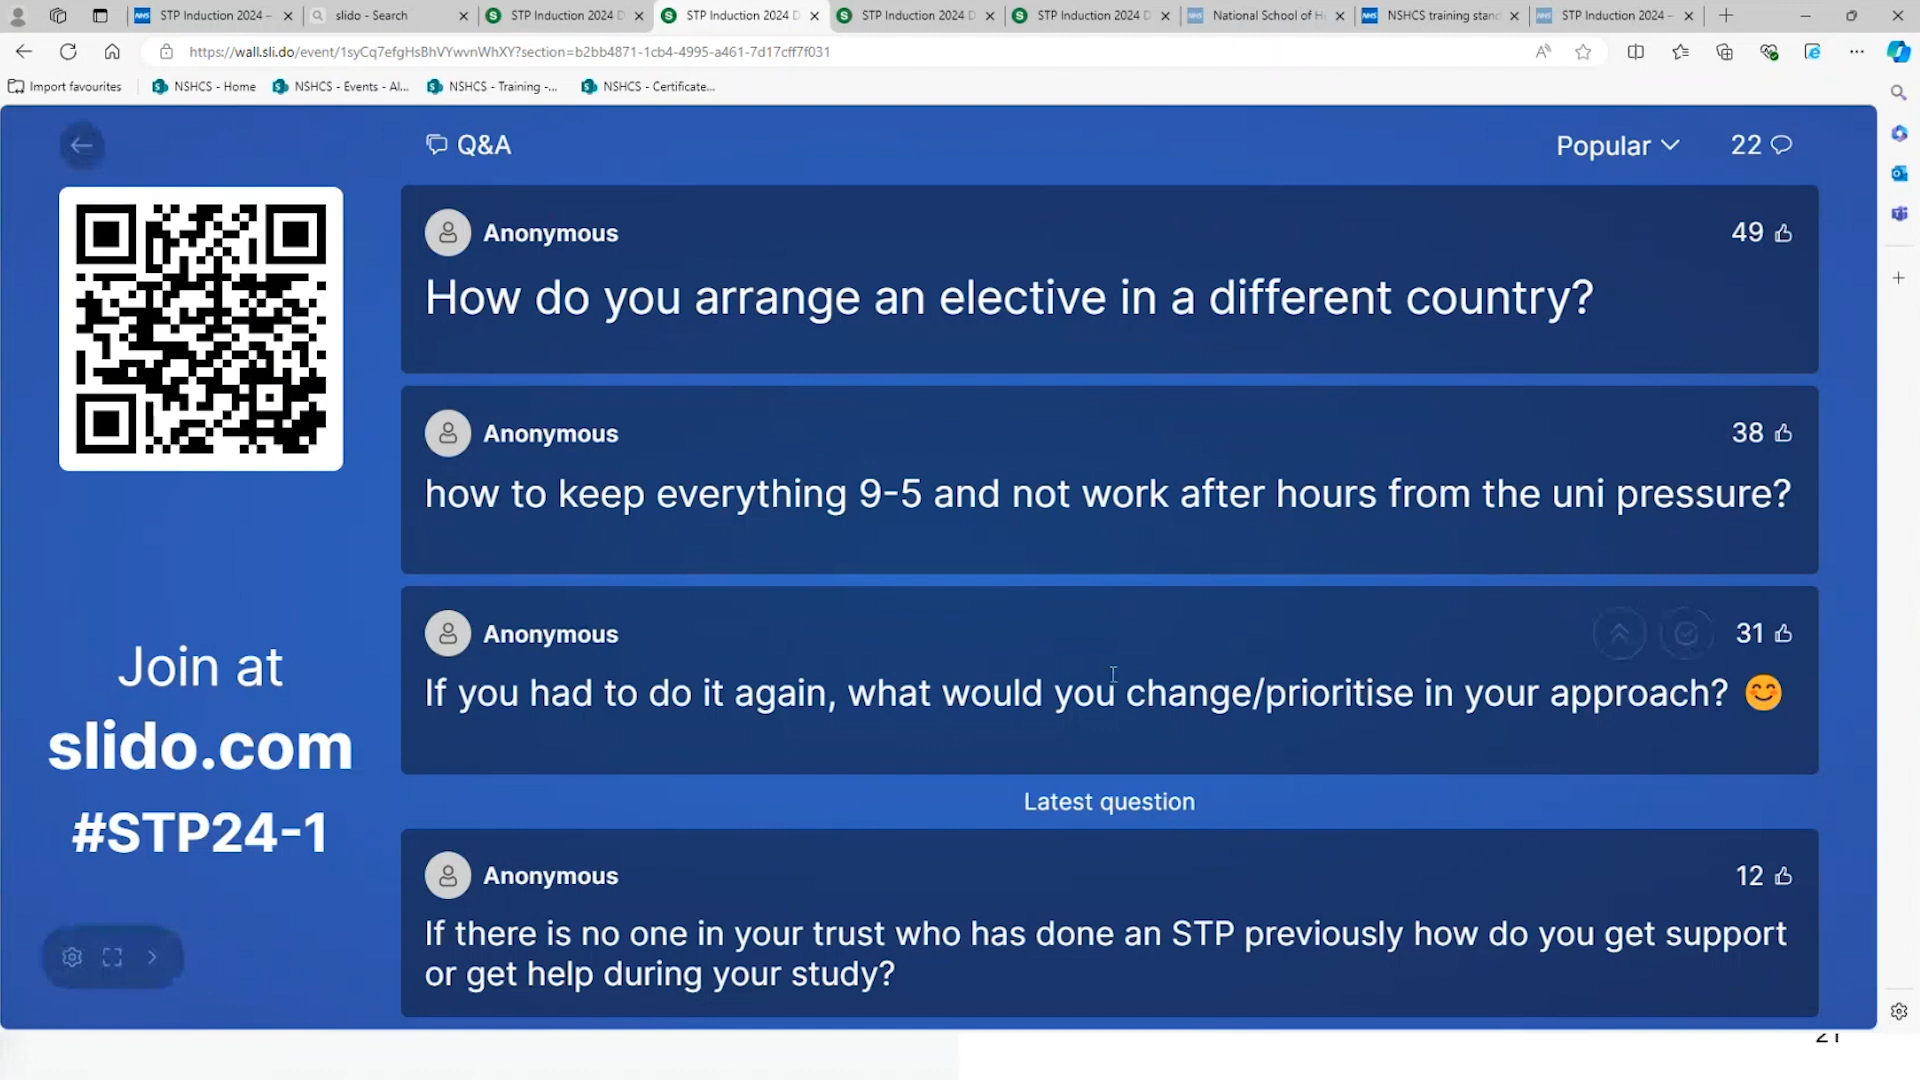 STP Induction 2024 –
slido - Search
STP Induction 2024 D
STP Induction 2024 D
STP Induction 2024 D
STP Induction 2024 D
National School of He
NSHCS training stand
STP Induction 2024 –
https://wall.sli.do/event/1syCq7efgHsBhVYwvnWhXY?section=b2bb4871-1cb4-4995-a461-7d17cff7f031
Import favourites
NSHCS - Home
NSHCS - Events - Al...
NSHCS - Training -...
NSHCS - Certificate...
Q&A
Popular
22
Anonymous
49
How do you arrange an elective in a different country?
Anonymous
38
how to keep everything 9-5 and not work after hours from the uni pressure?
Anonymous
31
If you had to do it again, what would you change/prioritise in your approach? 😊
Latest question
Anonymous
12
If there is no one in your trust who has done an STP previously how do you get support
or get help during your study?
Join at
slido.com
#STP24-1
21